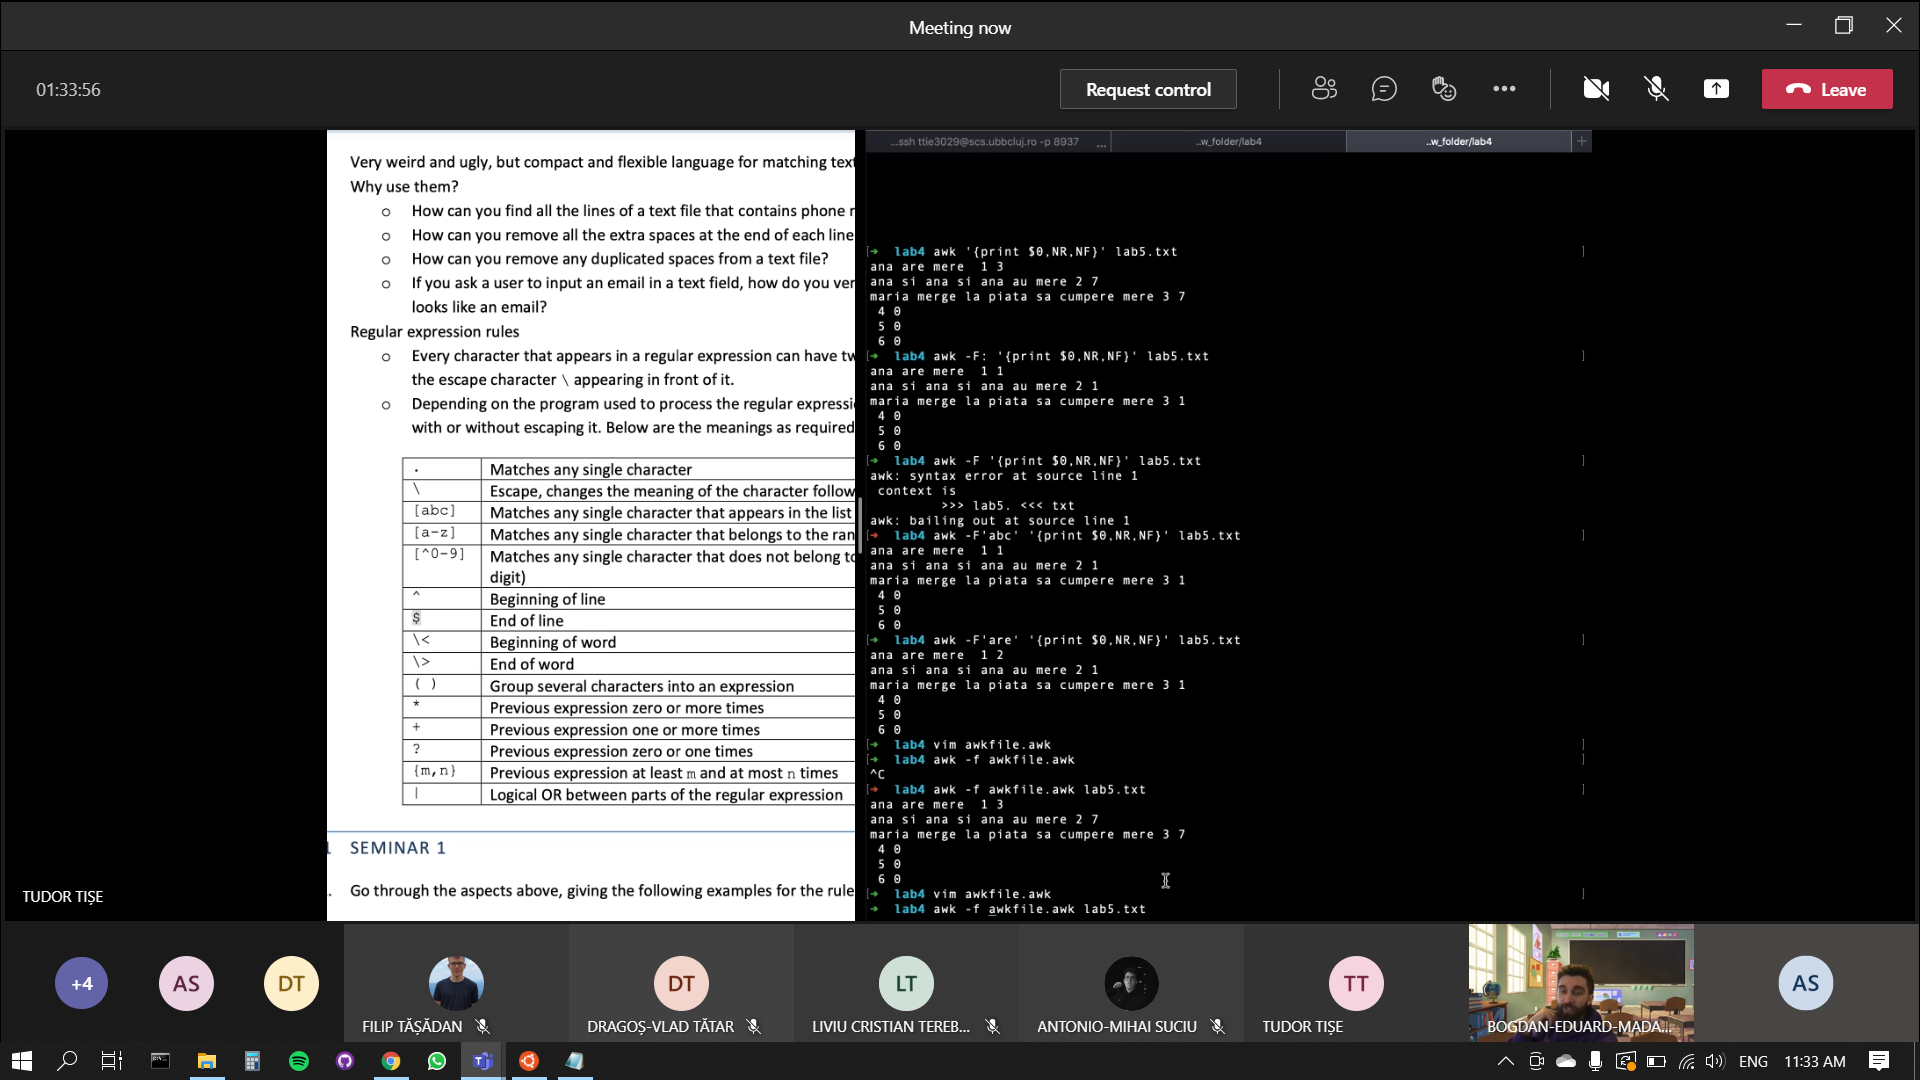 Meeting now
01:33:56
Request control
Leave
Very weird and ugly, but compact and flexible language for matching text
Why use them?
o How can you find all the lines of a text file that contains phone
o How can you remove all the extra spaces at the end of each line
o How can you remove any duplicated spaces from a text file?
o If you ask a user to input an email in a text field, how do you ver
looks like an email?
Regular expression rules
o Every character that appears in a regular expression can have tw
the escape character \ appearing in front of it.
o Depending on the program used to process the regular expressi
with or without escaping it. Below are the meanings as required
. Matches any single character
\ Escape, changes the meaning of the character follow
[abc] Matches any single character that appears in the list
[a-z] Matches any single character that belongs to the ran
[^0-9] Matches any single character that does not belong to
digit)
^ Beginning of line
$ End of line
\< Beginning of word
\> End of word
( ) Group several characters into an expression
* Previous expression zero or more times
+ Previous expression one or more times
? Previous expression zero or one times
{m,n} Previous expression at least m and at most n times
| Logical OR between parts of the regular expression
1 SEMINAR 1
. Go through the aspects above, giving the following examples for the rule
TUDOR TIȘE
...ssh ttie3029@scs.ubbcluj.ro -p 8937 ...
..w_folder/lab4
..w_folder/lab4
+
[➜ lab4 awk '{print $0,NR,NF}' lab5.txt ]
ana are mere  1 3
ana si ana si ana au mere 2 7
maria merge la piata sa cumpere mere 3 7
 4 0
 5 0
 6 0
[➜ lab4 awk -F: '{print $0,NR,NF}' lab5.txt ]
ana are mere  1 1
ana si ana si ana au mere 2 1
maria merge la piata sa cumpere mere 3 1
 4 0
 5 0
 6 0
[➜ lab4 awk -F '{print $0,NR,NF}' lab5.txt ]
awk: syntax error at source line 1
 context is
>>> lab5. <<< txt
awk: bailing out at source line 1
[➜ lab4 awk -F'abc' '{print $0,NR,NF}' lab5.txt ]
ana are mere  1 1
ana si ana si ana au mere 2 1
maria merge la piata sa cumpere mere 3 1
 4 0
 5 0
 6 0
[➜ lab4 awk -F'are' '{print $0,NR,NF}' lab5.txt ]
ana are mere  1 2
ana si ana si ana au mere 2 1
maria merge la piata sa cumpere mere 3 1
 4 0
 5 0
 6 0
[➜ lab4 vim awkfile.awk ]
[➜ lab4 awk -f awkfile.awk ]
^C
[➜ lab4 awk -f awkfile.awk lab5.txt ]
ana are mere  1 3
ana si ana si ana au mere 2 7
maria merge la piata sa cumpere mere 3 7
 4 0
 5 0
 6 0
[➜ lab4 vim awkfile.awk ]
➜ lab4 awk -f awkfile.awk lab5.txt
+4
AS
DT
FILIP TĂȘĂDAN
DT
DRAGOȘ-VLAD TĂTAR
LT
LIVIU CRISTIAN TEREB...
ANTONIO-MIHAI SUCIU
TT
TUDOR TIȘE
BOGDAN-EDUARD-MADA...
AS
ENG
11:33 AM